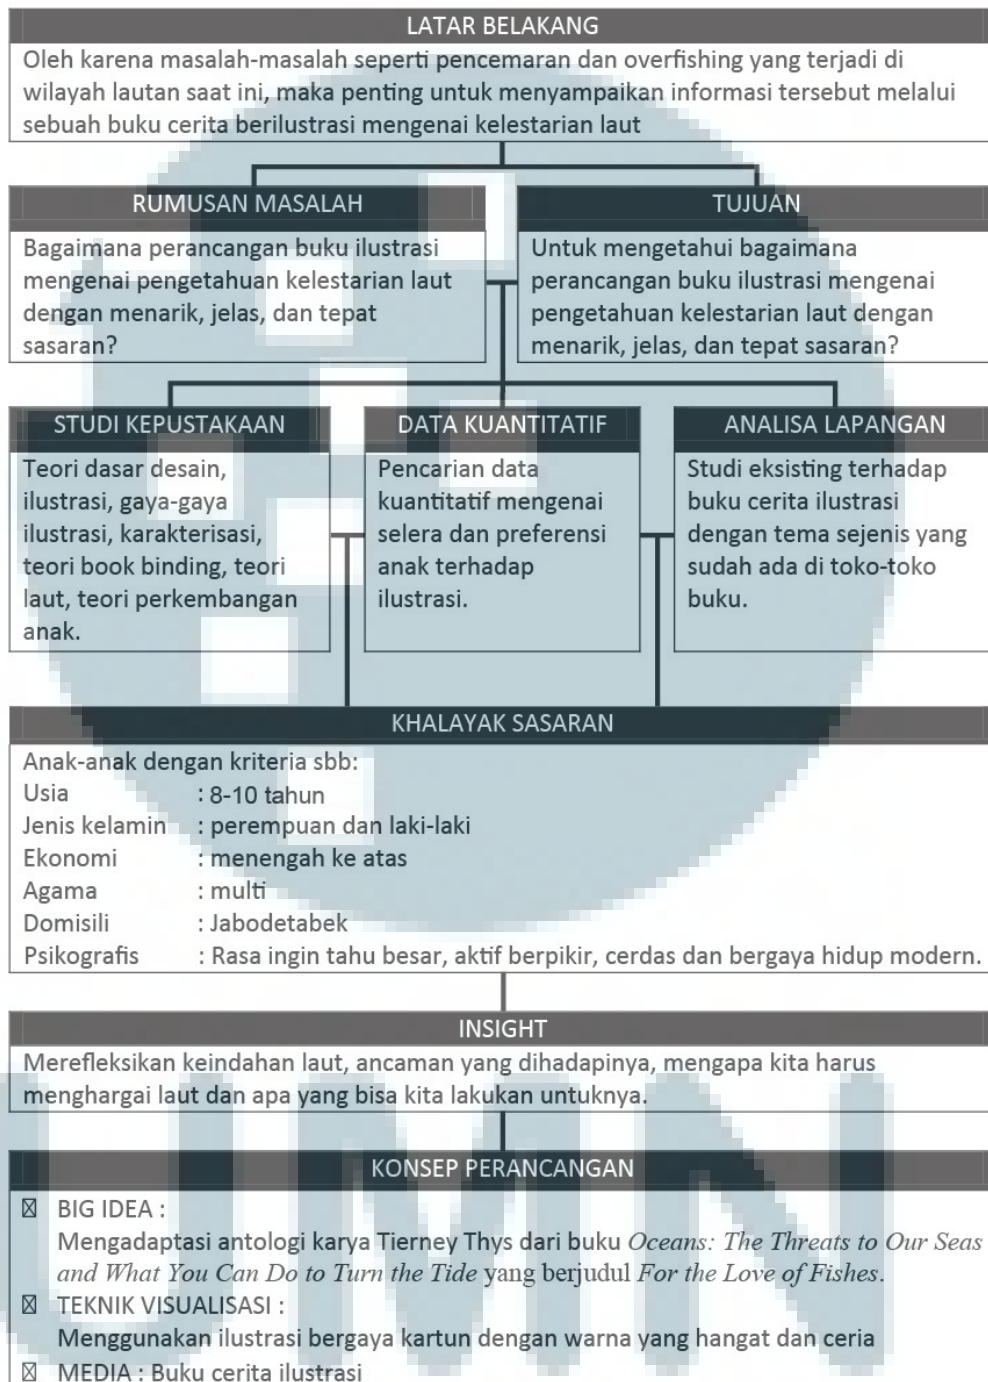 LATAR BELAKANG
Oleh karena masalah-masalah seperti pencemaran dan overfishing yang terjadi di
wilayah lautan saat ini, maka penting untuk menyampaikan informasi tersebut melalui
sebuah buku cerita berilustrasi mengenai kelestarian laut
RUMUSAN MASALAH
Bagaimana perancangan buku ilustrasi
mengenai pengetahuan kelestarian laut
dengan menarik, jelas, dan tepat
sasaran?
TUJUAN
Untuk mengetahui bagaimana
perancangan buku ilustrasi mengenai
pengetahuan kelestarian laut dengan
menarik, jelas, dan tepat sasaran?
STUDI KEPUSTAKAAN
Teori dasar desain,
ilustrasi, gaya-gaya
ilustrasi, karakterisasi,
teori book binding, teori
laut, teori perkembangan
anak.
DATA KUANTITATIF
Pencarian data
kuantitatif mengenai
selera dan preferensi
anak terhadap
ilustrasi.
ANALISA LAPANGAN
Studi eksisting terhadap
buku cerita ilustrasi
dengan tema sejenis yang
sudah ada di toko-toko
buku.
KHALAYAK SASARAN
Anak-anak dengan kriteria sbb:
Usia : 8-10 tahun
Jenis kelamin : perempuan dan laki-laki
Ekonomi : menengah ke atas
Agama : multi
Domisili : Jabodetabek
Psikografis : Rasa ingin tahu besar, aktif berpikir, cerdas dan bergaya hidup modern.
INSIGHT
Merefleksikan keindahan laut, ancaman yang dihadapinya, mengapa kita harus
menghargai laut dan apa yang bisa kita lakukan untuknya.
KONSEP PERANCANGAN
BIG IDEA :
Mengadaptasi antologi karya Tierney Thys dari buku Oceans: The Threats to Our Seas
and What You Can Do to Turn the Tide yang berjudul For the Love of Fishes.
TEKNIK VISUALISASI :
Menggunakan ilustrasi bergaya kartun dengan warna yang hangat dan ceria
MEDIA : Buku cerita ilustrasi
UMN